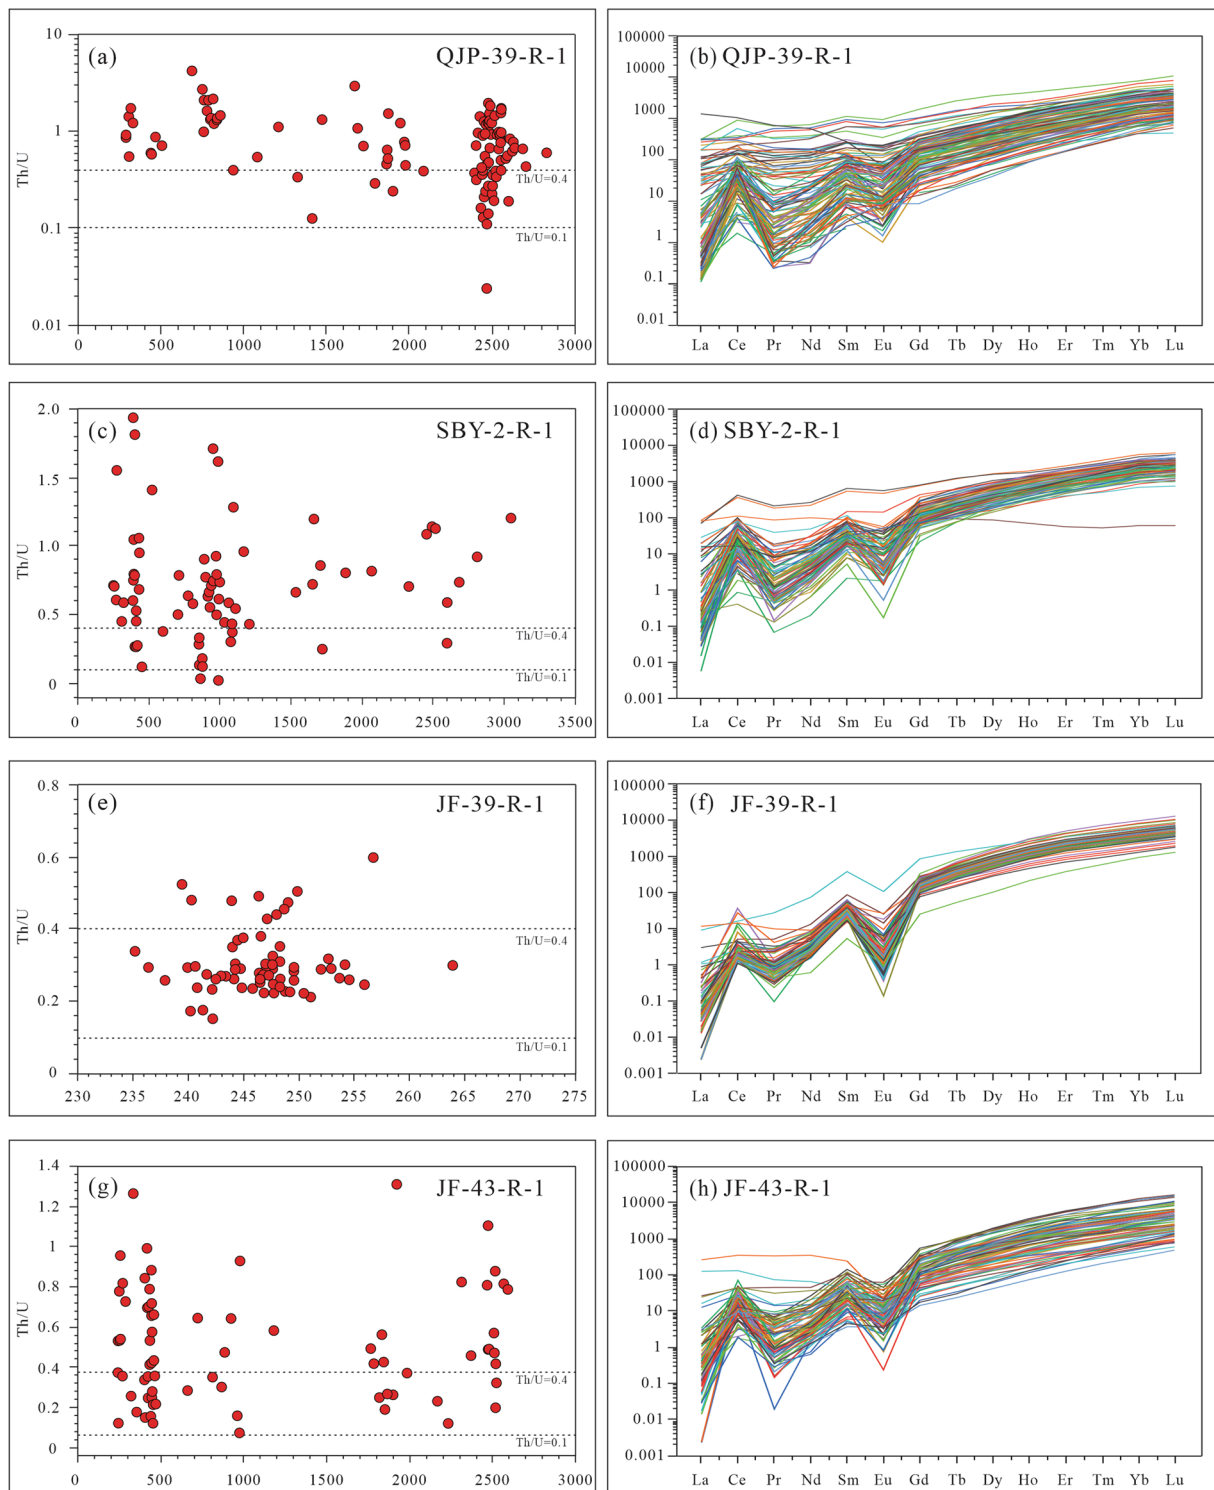 (a) QJP-39-R-1
10
1
0.1
0.01
Th/U
Th/U=0.4
Th/U=0.1
0 500 1000 1500 2000 2500 3000
(b) QJP-39-R-1
100000
10000
1000
100
10
1
0.1
0.01
La Ce Pr Nd Sm Eu Gd Tb Dy Ho Er Tm Yb Lu
(c) SBY-2-R-1
2.0
1.5
1.0
0.5
0
Th/U
Th/U=0.4
Th/U=0.1
0 500 1000 1500 2000 2500 3000 3500
(d) SBY-2-R-1
100000
10000
1000
100
10
1
0.1
0.01
0.001
La Ce Pr Nd Sm Eu Gd Tb Dy Ho Er Tm Yb Lu
(e) JF-39-R-1
0.8
0.6
0.4
0.2
0
Th/U
Th/U=0.4
Th/U=0.1
230 235 240 245 250 255 260 265 270 275
(f) JF-39-R-1
100000
10000
1000
100
10
1
0.1
0.01
0.001
La Ce Pr Nd Sm Eu Gd Tb Dy Ho Er Tm Yb Lu
(g) JF-43-R-1
1.4
1.2
1
0.8
0.6
0.4
0.2
0
Th/U
Th/U=0.4
Th/U=0.1
0 500 1000 1500 2000 2500 3000
(h) JF-43-R-1
100000
10000
1000
100
10
1
0.1
0.01
0.001
La Ce Pr Nd Sm Eu Gd Tb Dy Ho Er Tm Yb Lu